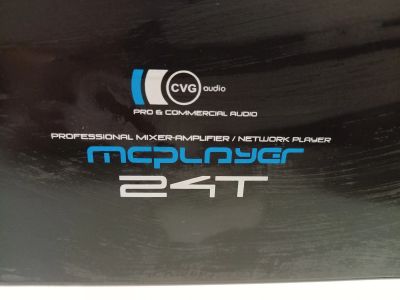 CVG audio
PRO & COMMERCIAL AUDIO
PROFESSIONAL MIXER-AMPLIFIER / NETWORK PLAYER
mcplayer
24T